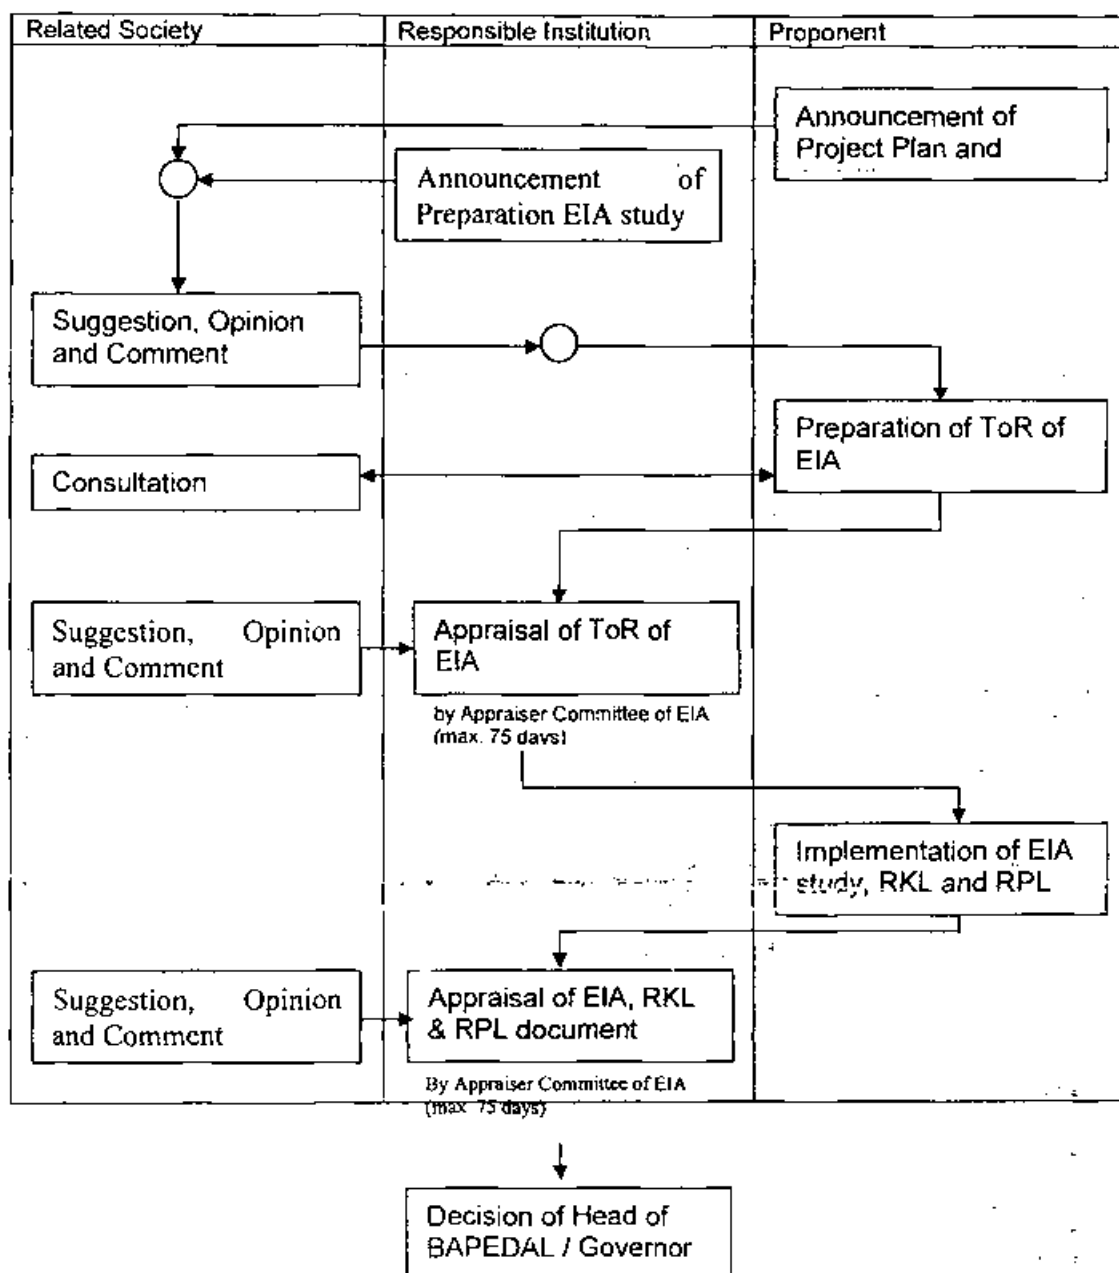 Related Society
Responsible Institution
Proponent
Announcement of
Project Plan and
Announcement of
Preparation EIA study
Suggestion, Opinion
and Comment
Preparation of ToR of
EIA
Consultation
Suggestion, Opinion
and Comment
Appraisal of ToR of
EIA
by Appraiser Committee of EIA
(max. 75 days)
Implementation of EIA
study, RKL and RPL
Suggestion, Opinion
and Comment
Appraisal of EIA, RKL
& RPL document
By Appraiser Committee of EIA
(max. 75 days)
Decision of Head of
BAPEDAL / Governor